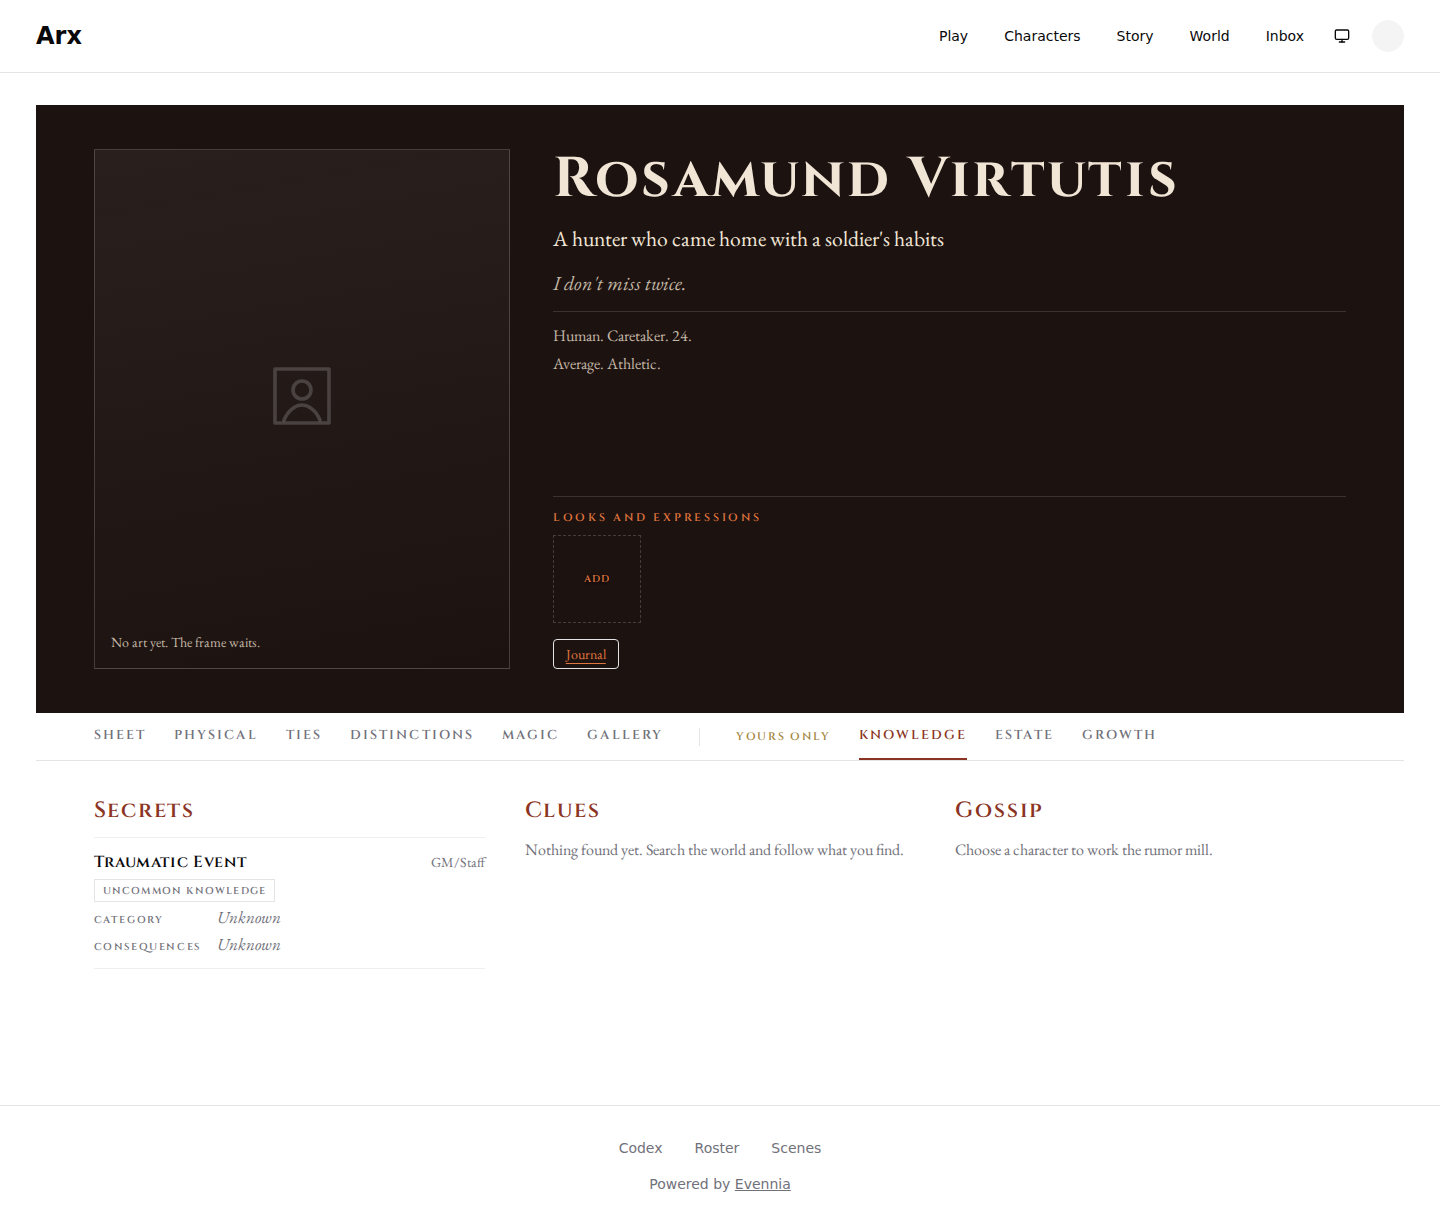 Arx
Play Characters Story World Inbox
Rosamund Virtutis
A hunter who came home with a soldier's habits
I don't miss twice.
Human. Caretaker. 24.
Average. Athletic.
No art yet. The frame waits.
LOOKS AND EXPRESSIONS
ADD
Journal
SHEET PHYSICAL TIES DISTINCTIONS MAGIC GALLERY YOURS ONLY KNOWLEDGE ESTATE GROWTH
Secrets
Traumatic Event GM/Staff
UNCOMMON KNOWLEDGE
CATEGORY Unknown
CONSEQUENCES Unknown
Clues
Nothing found yet. Search the world and follow what you find.
Gossip
Choose a character to work the rumor mill.
Codex Roster Scenes
Powered by Evennia